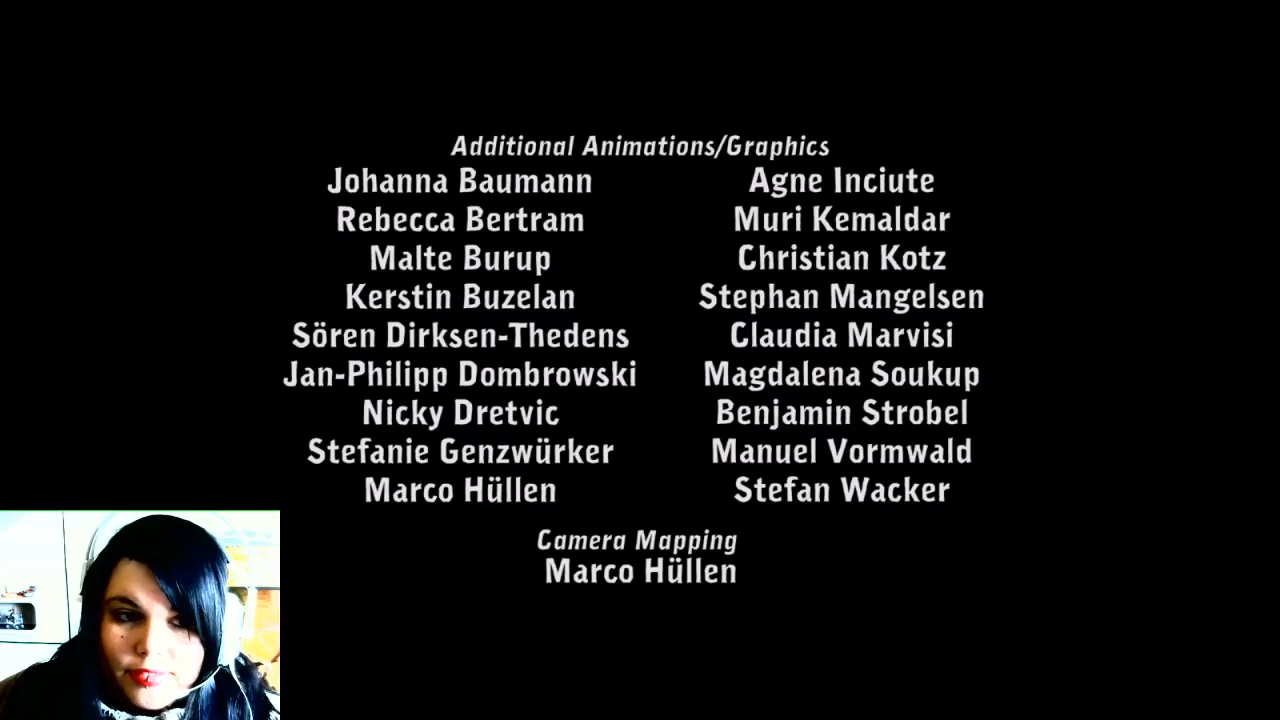 Additional Animations/Graphics
Johanna Baumann
Rebecca Bertram
Malte Burup
Kerstin Buzelan
Sören Dirksen-Thedens
Jan-Philipp Dombrowski
Nicky Dretvic
Stefanie Genzwürker
Marco Hüllen
Agne Inciute
Muri Kemaldar
Christian Kotz
Stephan Mangelsen
Claudia Marvisi
Magdalena Soukup
Benjamin Strobel
Manuel Vormwald
Stefan Wacker
Camera Mapping
Marco Hüllen